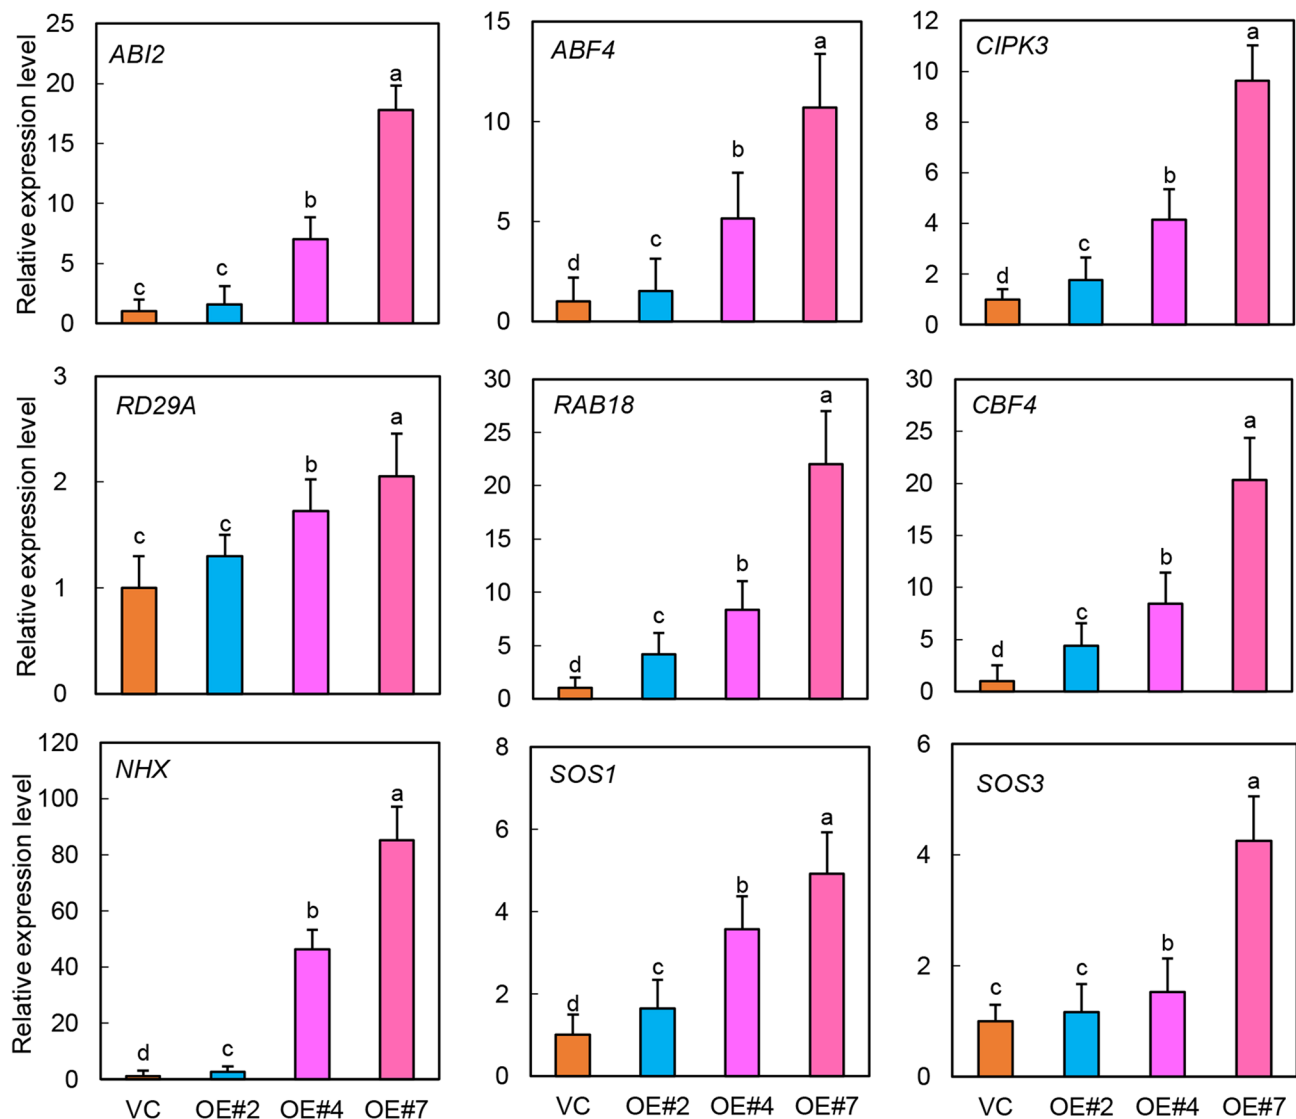 Relative expression level
25
20
15
10
5
0
ABI2
c
c
b
a
15
10
5
0
ABF4
d
c
b
a
12
10
8
6
4
2
0
CIPK3
d
c
b
a
Relative expression level
3
2
1
0
RD29A
c
c
b
a
30
25
20
15
10
5
0
RAB18
d
c
b
a
30
25
20
15
10
5
0
CBF4
d
c
b
a
Relative expression level
120
100
80
60
40
20
0
NHX
d
c
b
a
VC OE#2 OE#4 OE#7
8
6
4
2
0
SOS1
d
c
b
a
VC OE#2 OE#4 OE#7
6
4
2
0
SOS3
c
c
b
a
VC OE#2 OE#4 OE#7